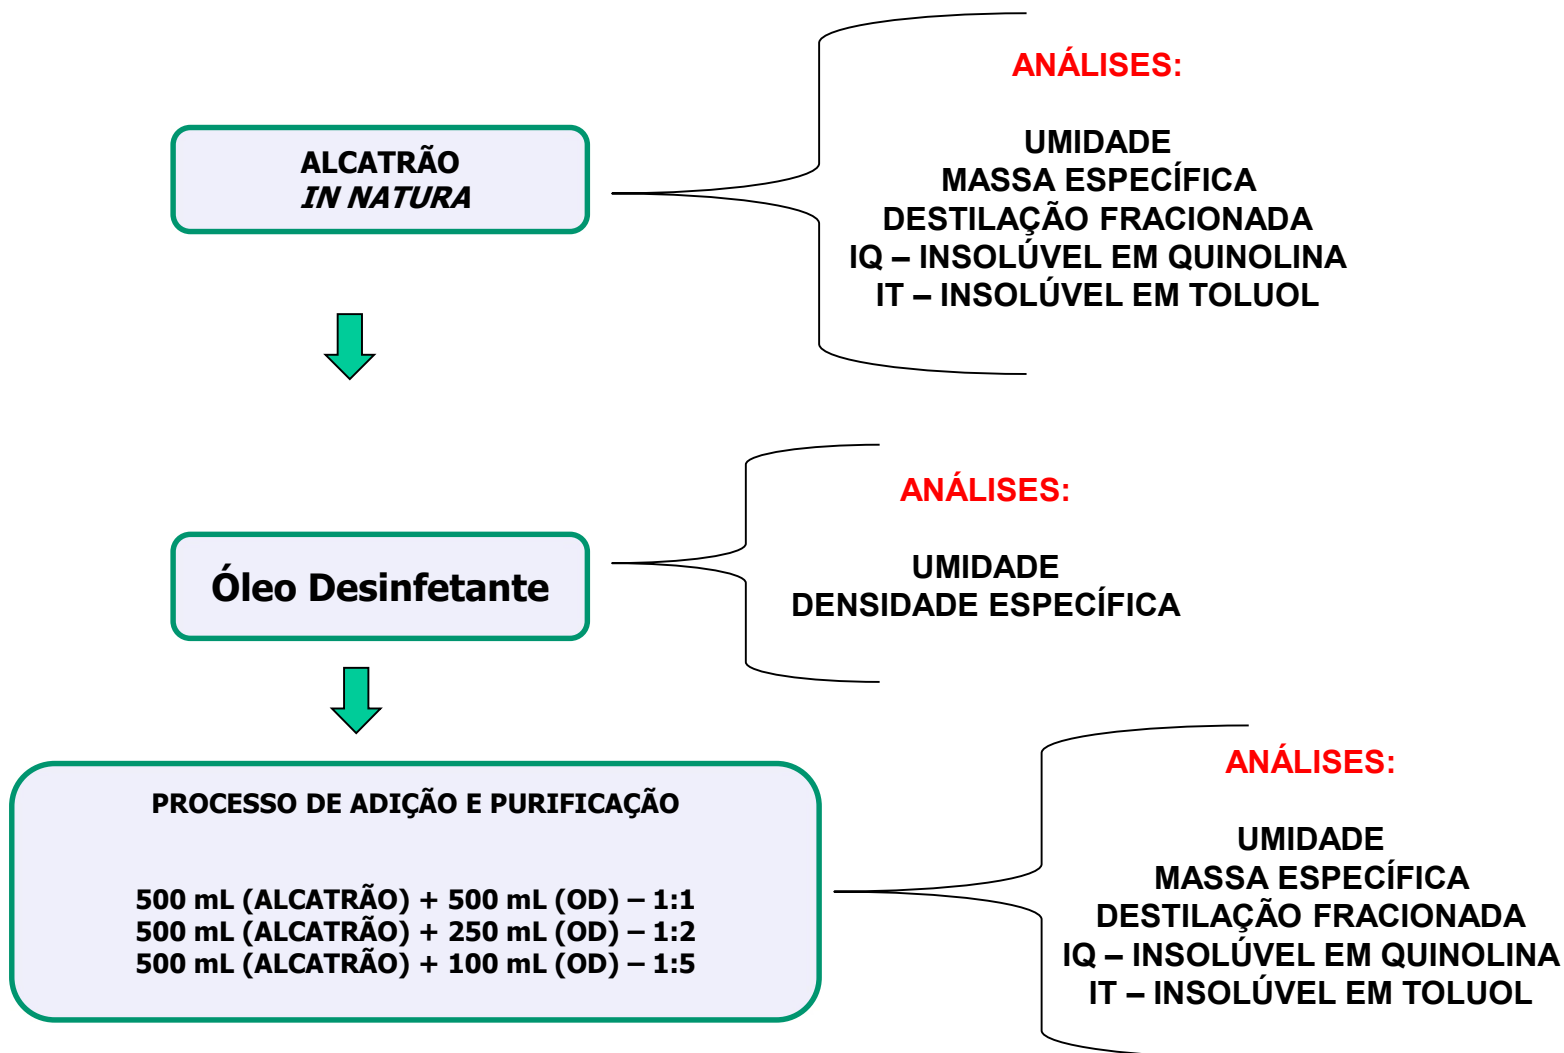 ALCATRÃO
IN NATURA
ANÁLISES:
UMIDADE
MASSA ESPECÍFICA
DESTILAÇÃO FRACIONADA
IQ – INSOLÚVEL EM QUINOLINA
IT – INSOLÚVEL EM TOLUOL
Óleo Desinfetante
ANÁLISES:
UMIDADE
DENSIDADE ESPECÍFICA
PROCESSO DE ADIÇÃO E PURIFICAÇÃO
500 mL (ALCATRÃO) + 500 mL (OD) – 1:1
500 mL (ALCATRÃO) + 250 mL (OD) – 1:2
500 mL (ALCATRÃO) + 100 mL (OD) – 1:5
ANÁLISES:
UMIDADE
MASSA ESPECÍFICA
DESTILAÇÃO FRACIONADA
IQ – INSOLÚVEL EM QUINOLINA
IT – INSOLÚVEL EM TOLUOL